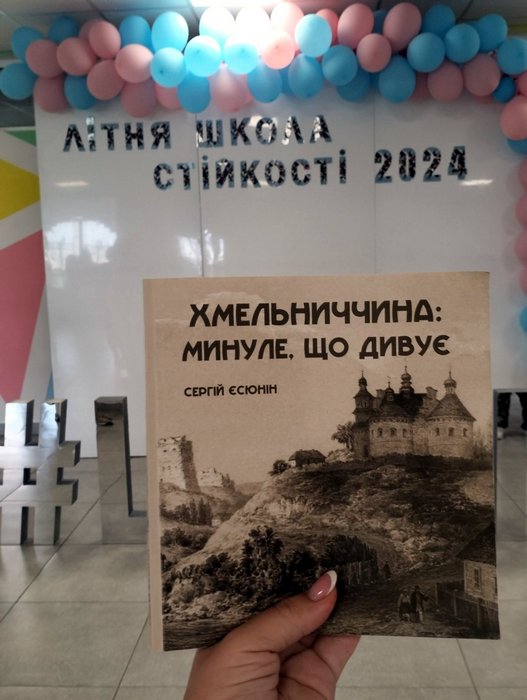 ЛІТНЯ ШКОЛА
СТІЙКОСТІ 2024
ХМЕЛЬНИЧЧИНА:
МИНУЛЕ, ЩО ДИВУЄ
СЕРГІЙ ЄСЮНІН
#L